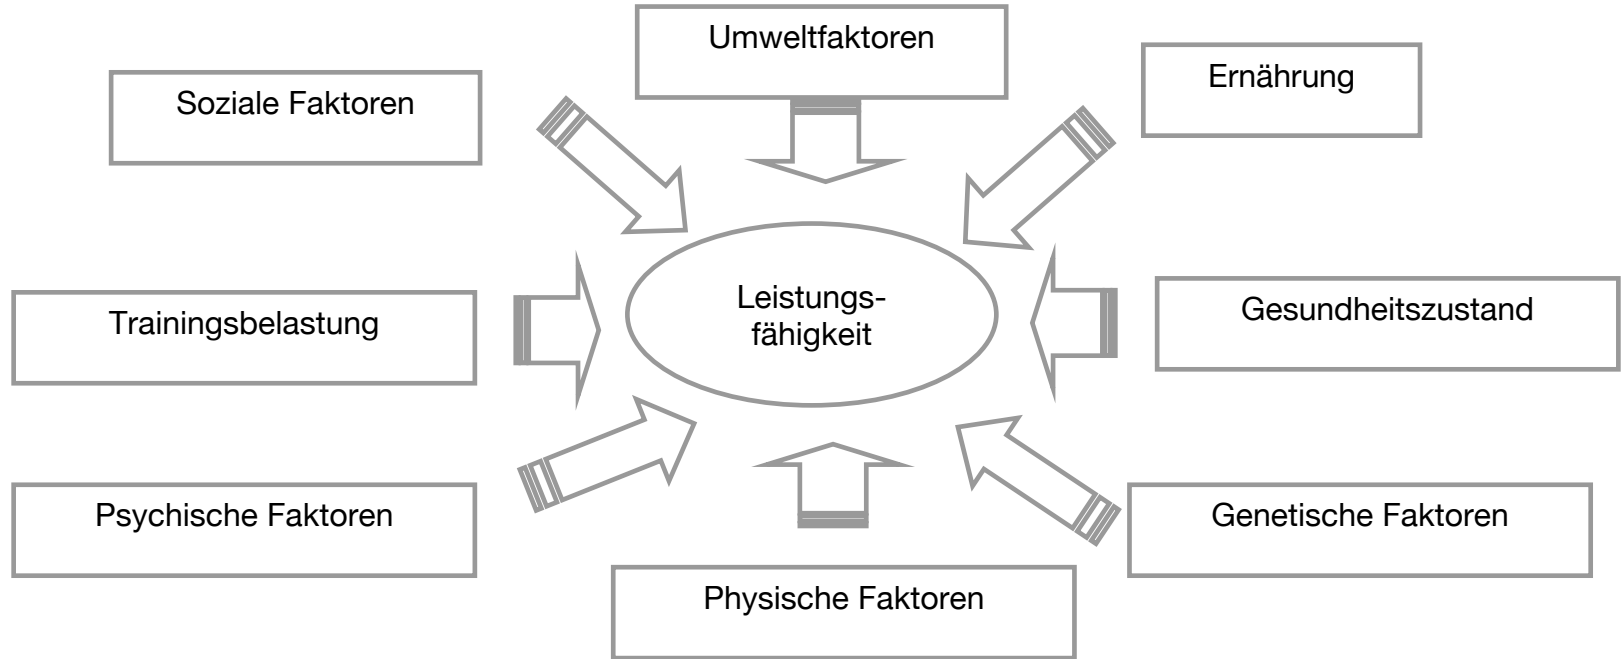 Umweltfaktoren
Ernährung
Soziale Faktoren
Leistungs-
fähigkeit
Trainingsbelastung
Gesundheitszustand
Psychische Faktoren
Genetische Faktoren
Physische Faktoren